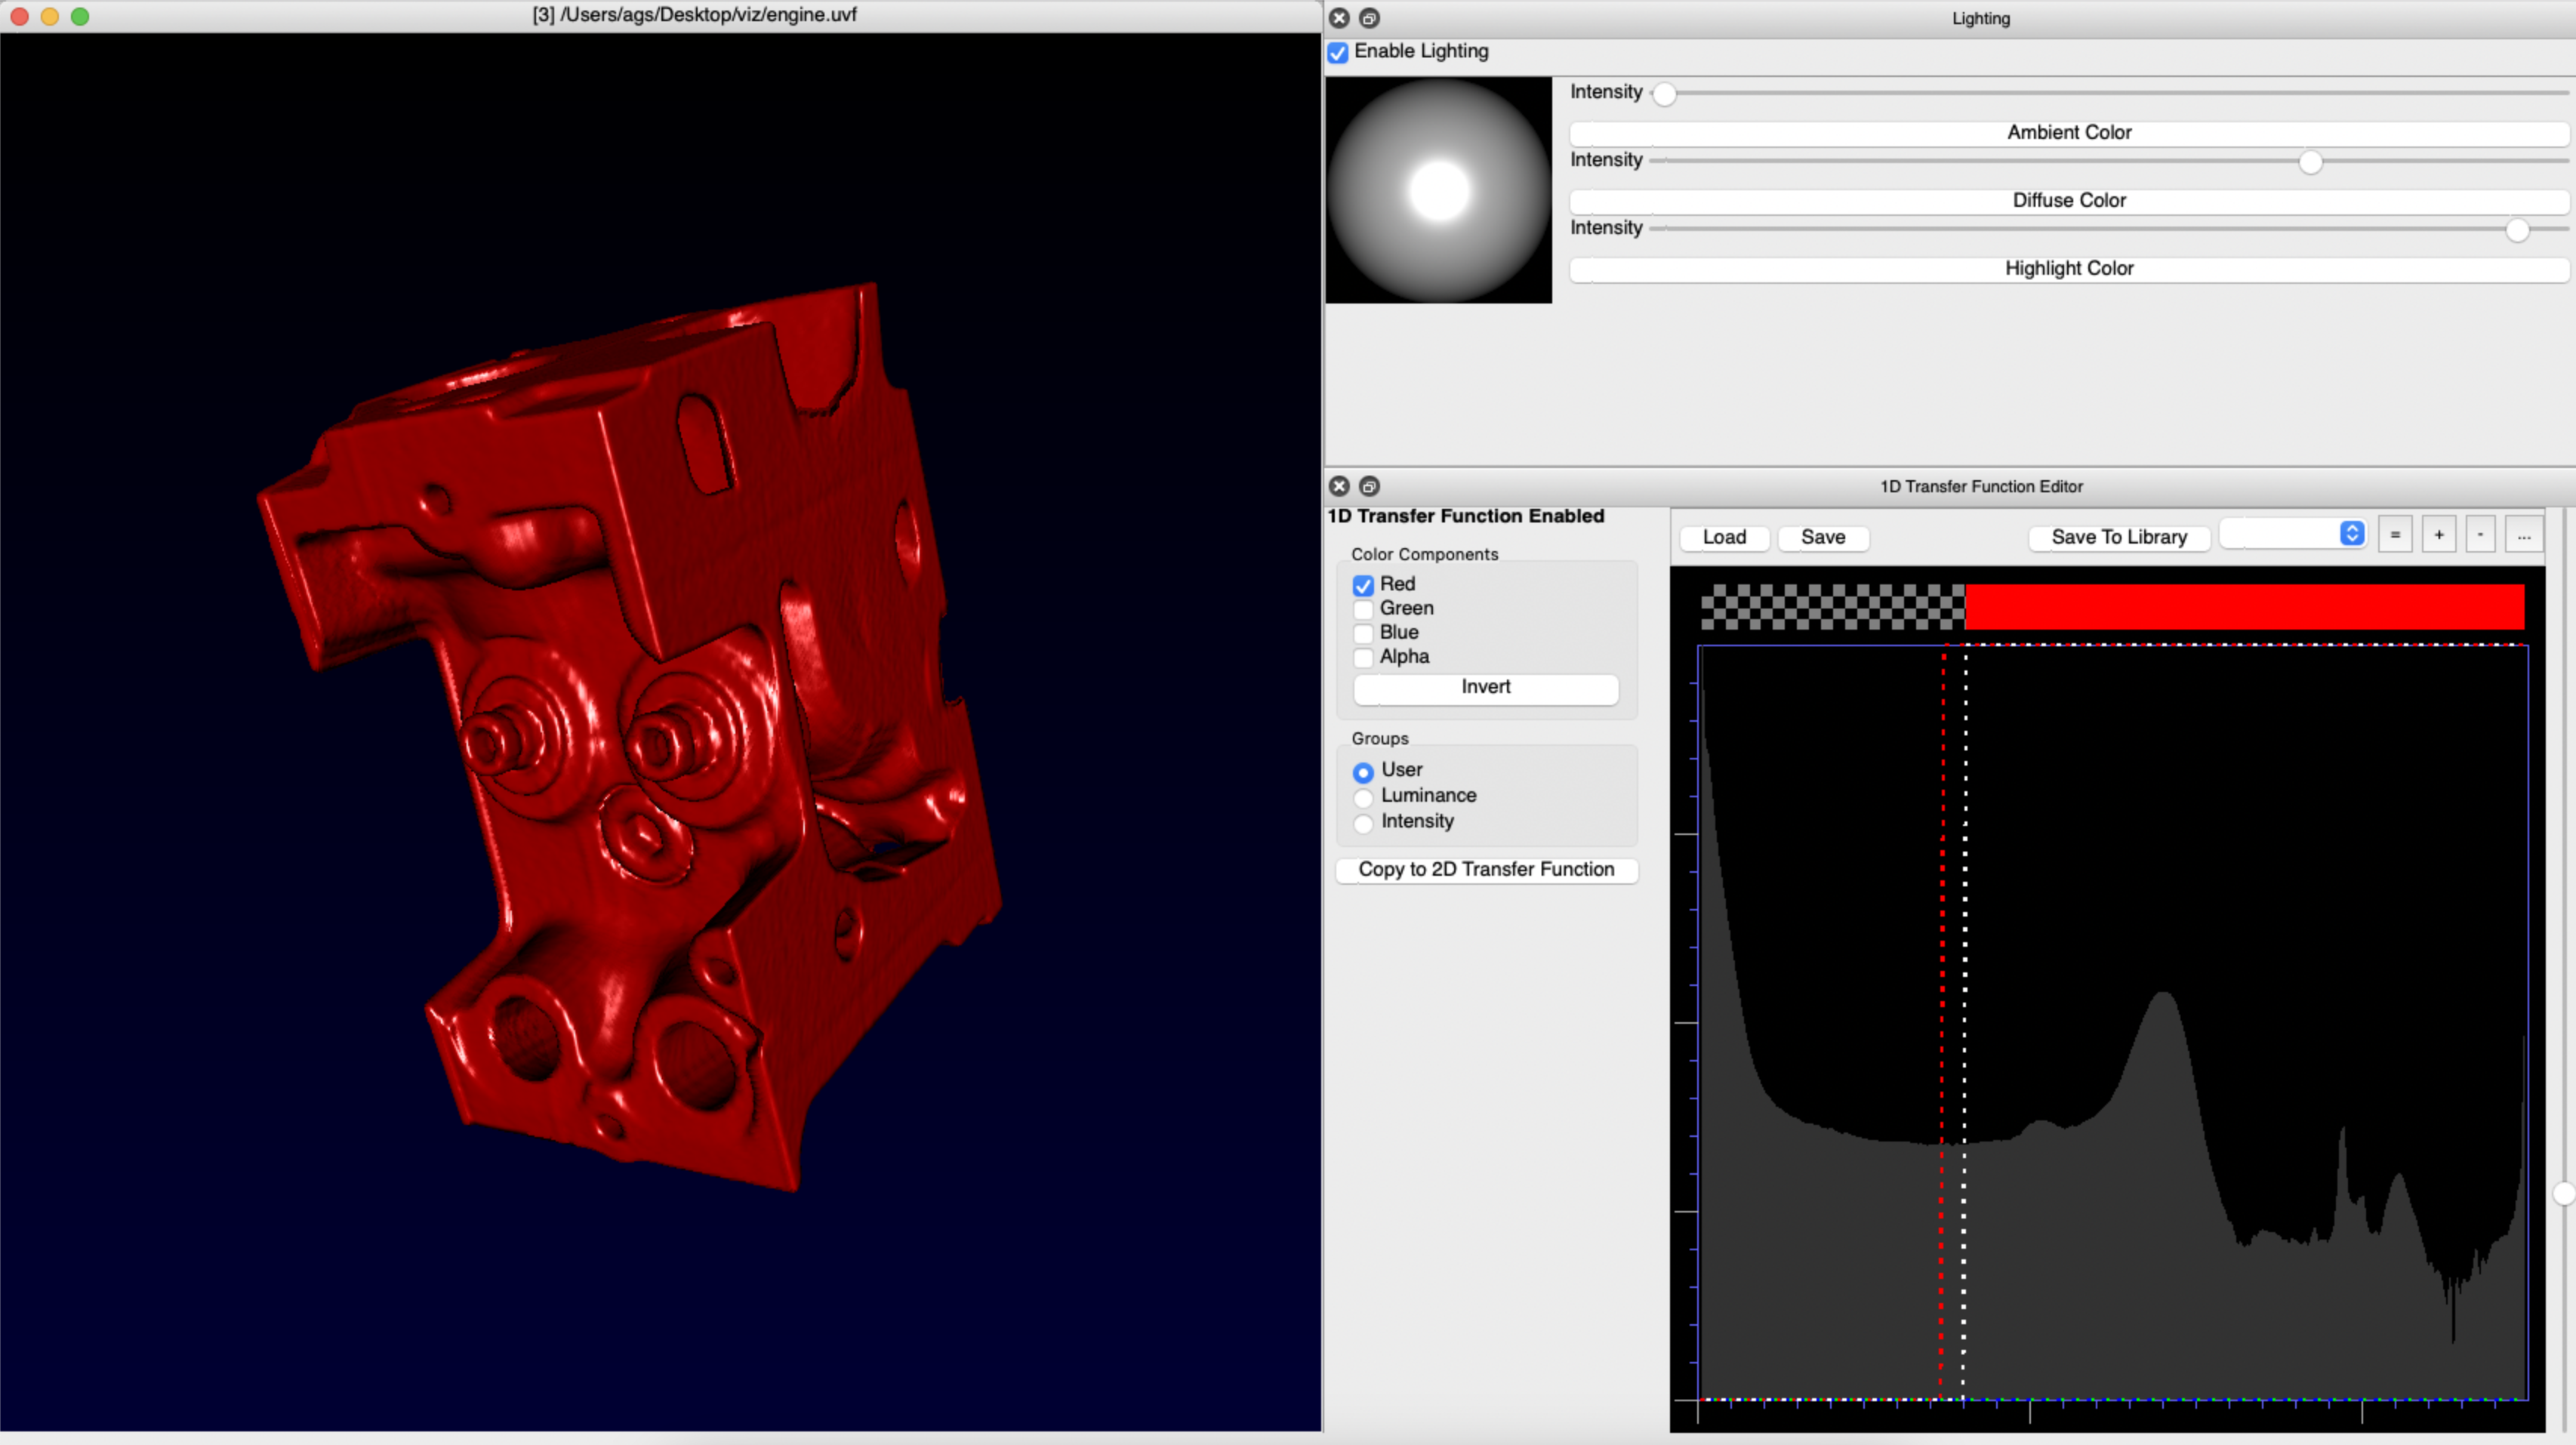 [3] /Users/ags/Desktop/viz/engine.uvf
Lighting
Enable Lighting
Intensity
Ambient Color
Intensity
Diffuse Color
Intensity
Highlight Color
1D Transfer Function Editor
1D Transfer Function Enabled
Load Save Save To Library = + - ...
Color Components
Red
Green
Blue
Alpha
Invert
Groups
User
Luminance
Intensity
Copy to 2D Transfer Function